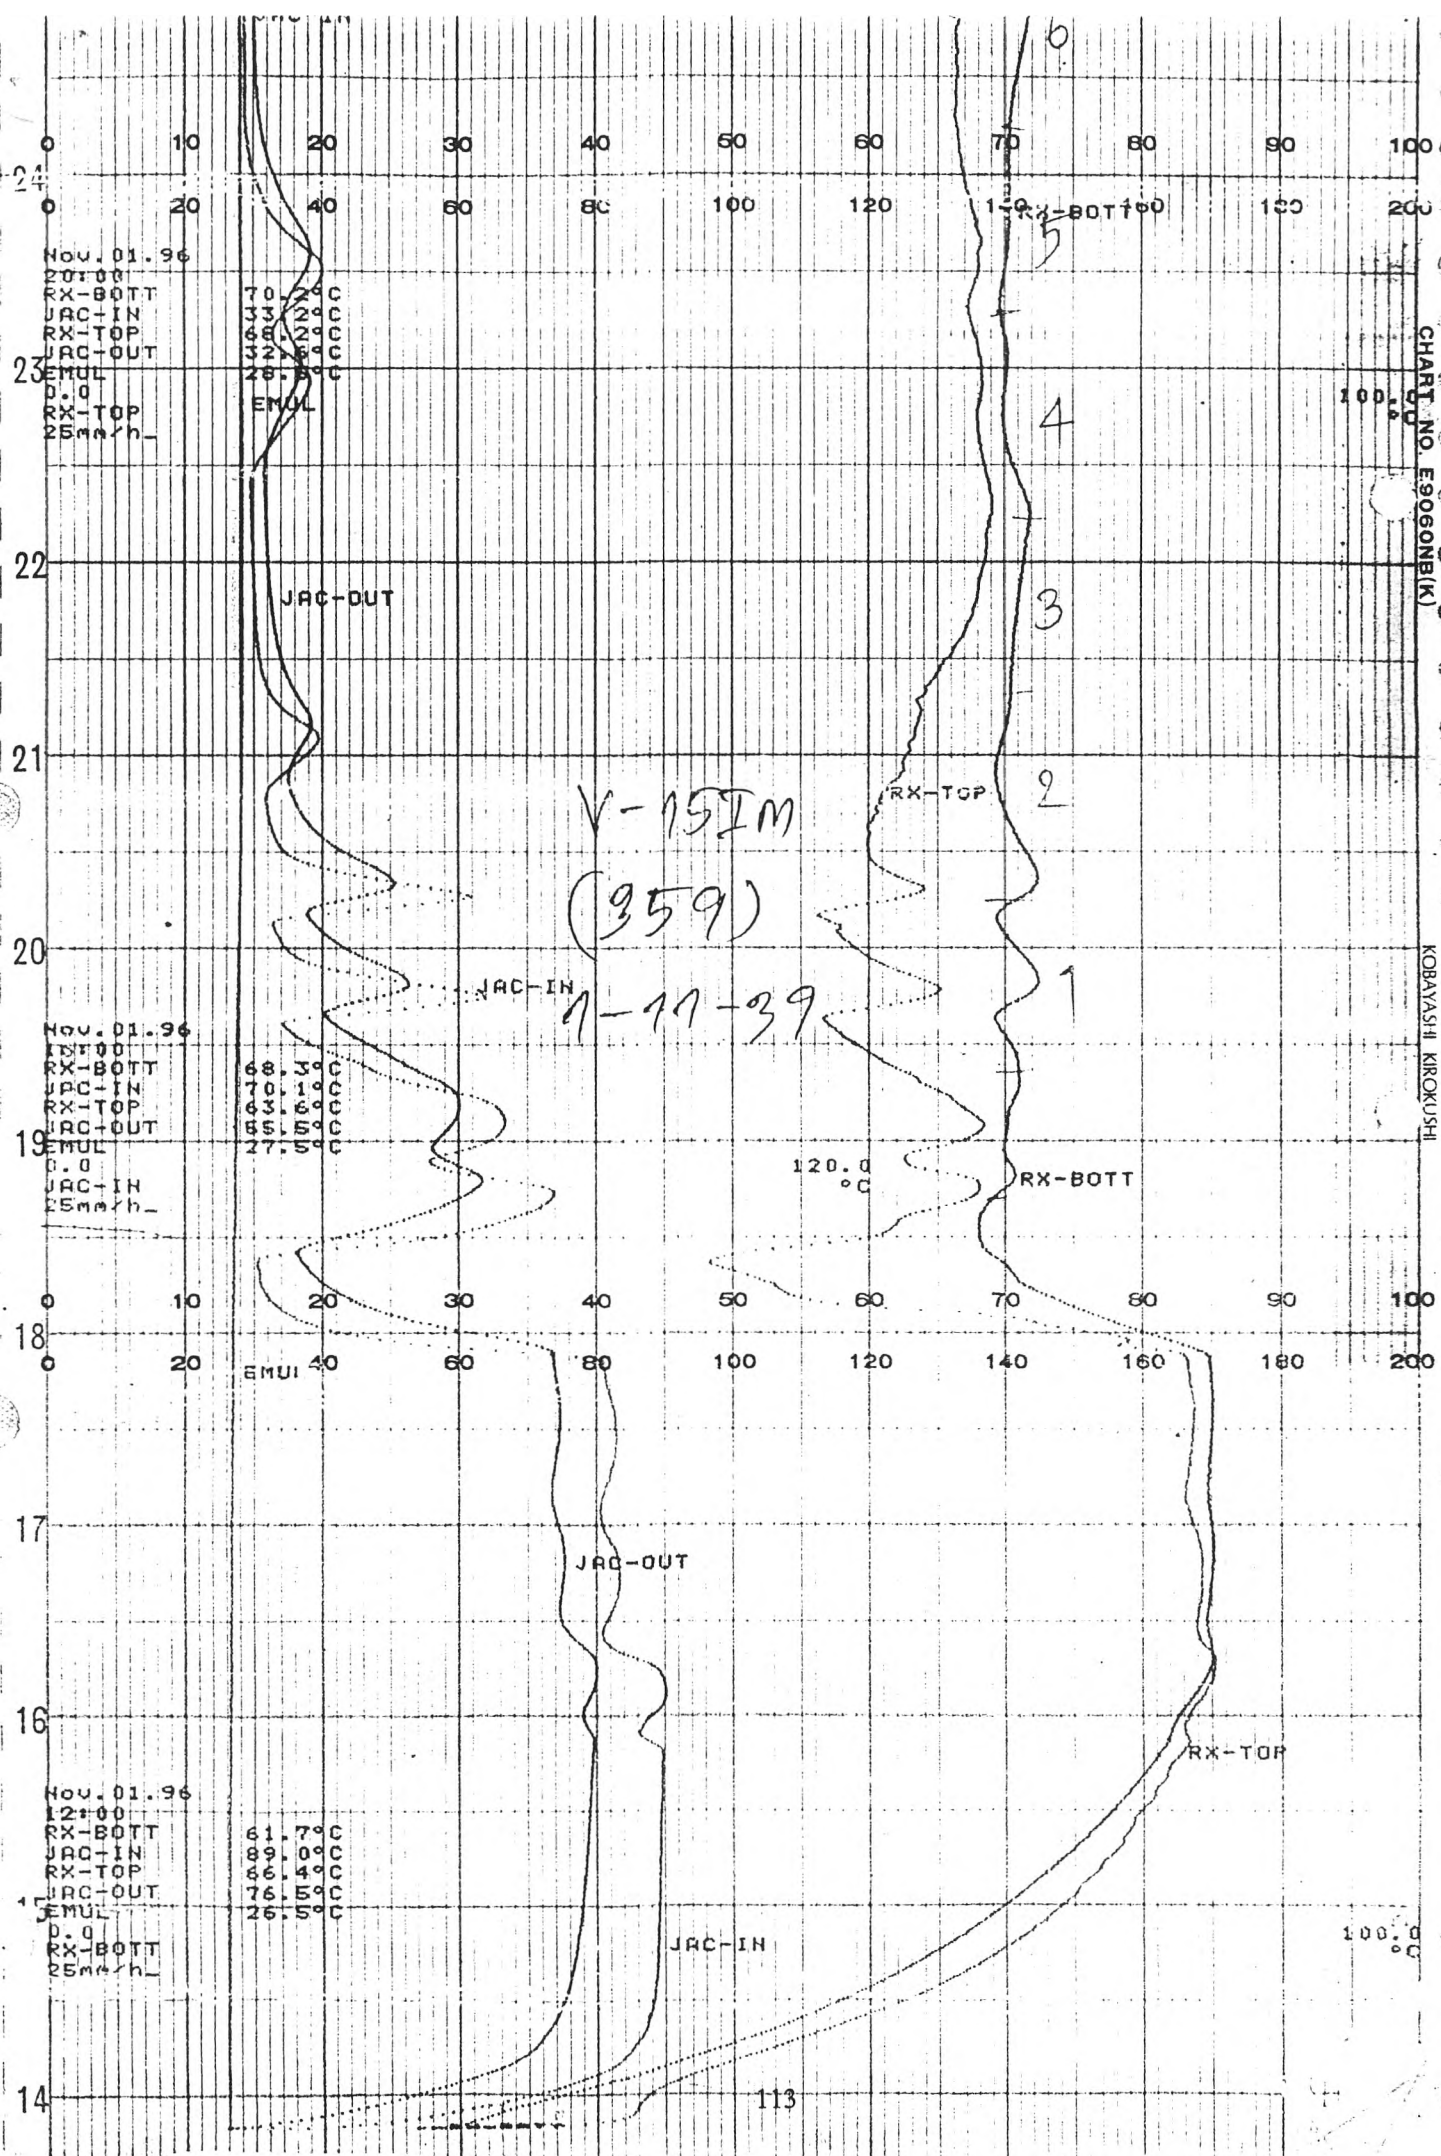 JAC-IN
6
0 10 20 30 40 50 60 70 80 90 100
24
0 20 40 60 80 100 120 140 160 180 200
RX-BOTT
5
Nov.01.96
20:00
RX-BOTT 70.2°C
JAC-IN 33.2°C
RX-TOP 68.2°C
JAC-OUT 32.6°C
23
EMUL
0.0
RX-TOP
25mm/h_
EMUL
4
100.0
°C
CHART NO. E9060NB(K)
22
JAC-OUT
3
21
RX-TOP
2
V-15IM
(359)
20
JAC-IN
1
1-11-39
KOBAYASHI KIROKUSHI
Nov.01.96
RX-BOTT 68.3°C
JAC-IN 70.1°C
RX-TOP 63.6°C
JAC-OUT 55.5°C
19
EMUL 27.5°C
0.0
JAC-IN
25mm/h_
120.0
°C
RX-BOTT
0 10 20 30 40 50 60 70 80 90 100
18
0 20 40 60 80 100 120 140 160 180 200
EMUL
17
JAC-OUT
16
RX-TOP
Nov.01.96
12:00
RX-BOTT 61.7°C
JAC-IN 89.0°C
RX-TOP 66.4°C
JAC-OUT 76.5°C
15
EMUL 26.5°C
0.0
RX-BOTT
25mm/h_
JAC-IN
100.0
°C
14
113